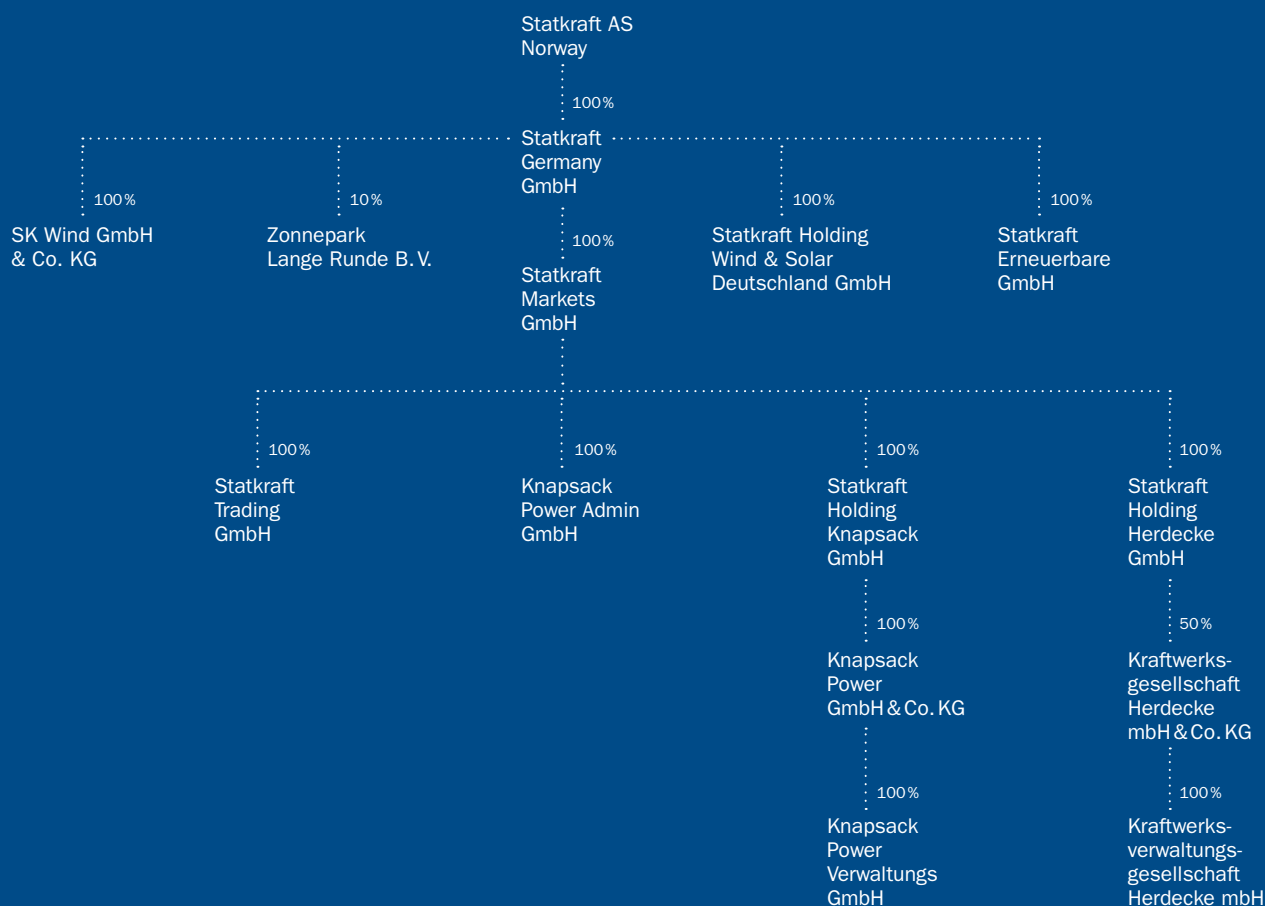 Statkraft AS
Norway
100%
Statkraft
Germany
GmbH
100%
SK Wind GmbH
& Co. KG
10%
Zonnepark
Lange Runde B.V.
100%
Statkraft
Markets
GmbH
100%
Statkraft Holding
Wind & Solar
Deutschland GmbH
100%
Statkraft
Erneuerbare
GmbH
100%
Statkraft
Trading
GmbH
100%
Knapsack
Power Admin
GmbH
100%
Statkraft
Holding
Knapsack
GmbH
100%
Statkraft
Holding
Herdecke
GmbH
100%
Knapsack
Power
GmbH & Co. KG
50%
Kraftwerks-
gesellschaft
Herdecke
mbH & Co. KG
100%
Knapsack
Power
Verwaltungs
GmbH
100%
Kraftwerks-
verwaltungs-
gesellschaft
Herdecke mbH